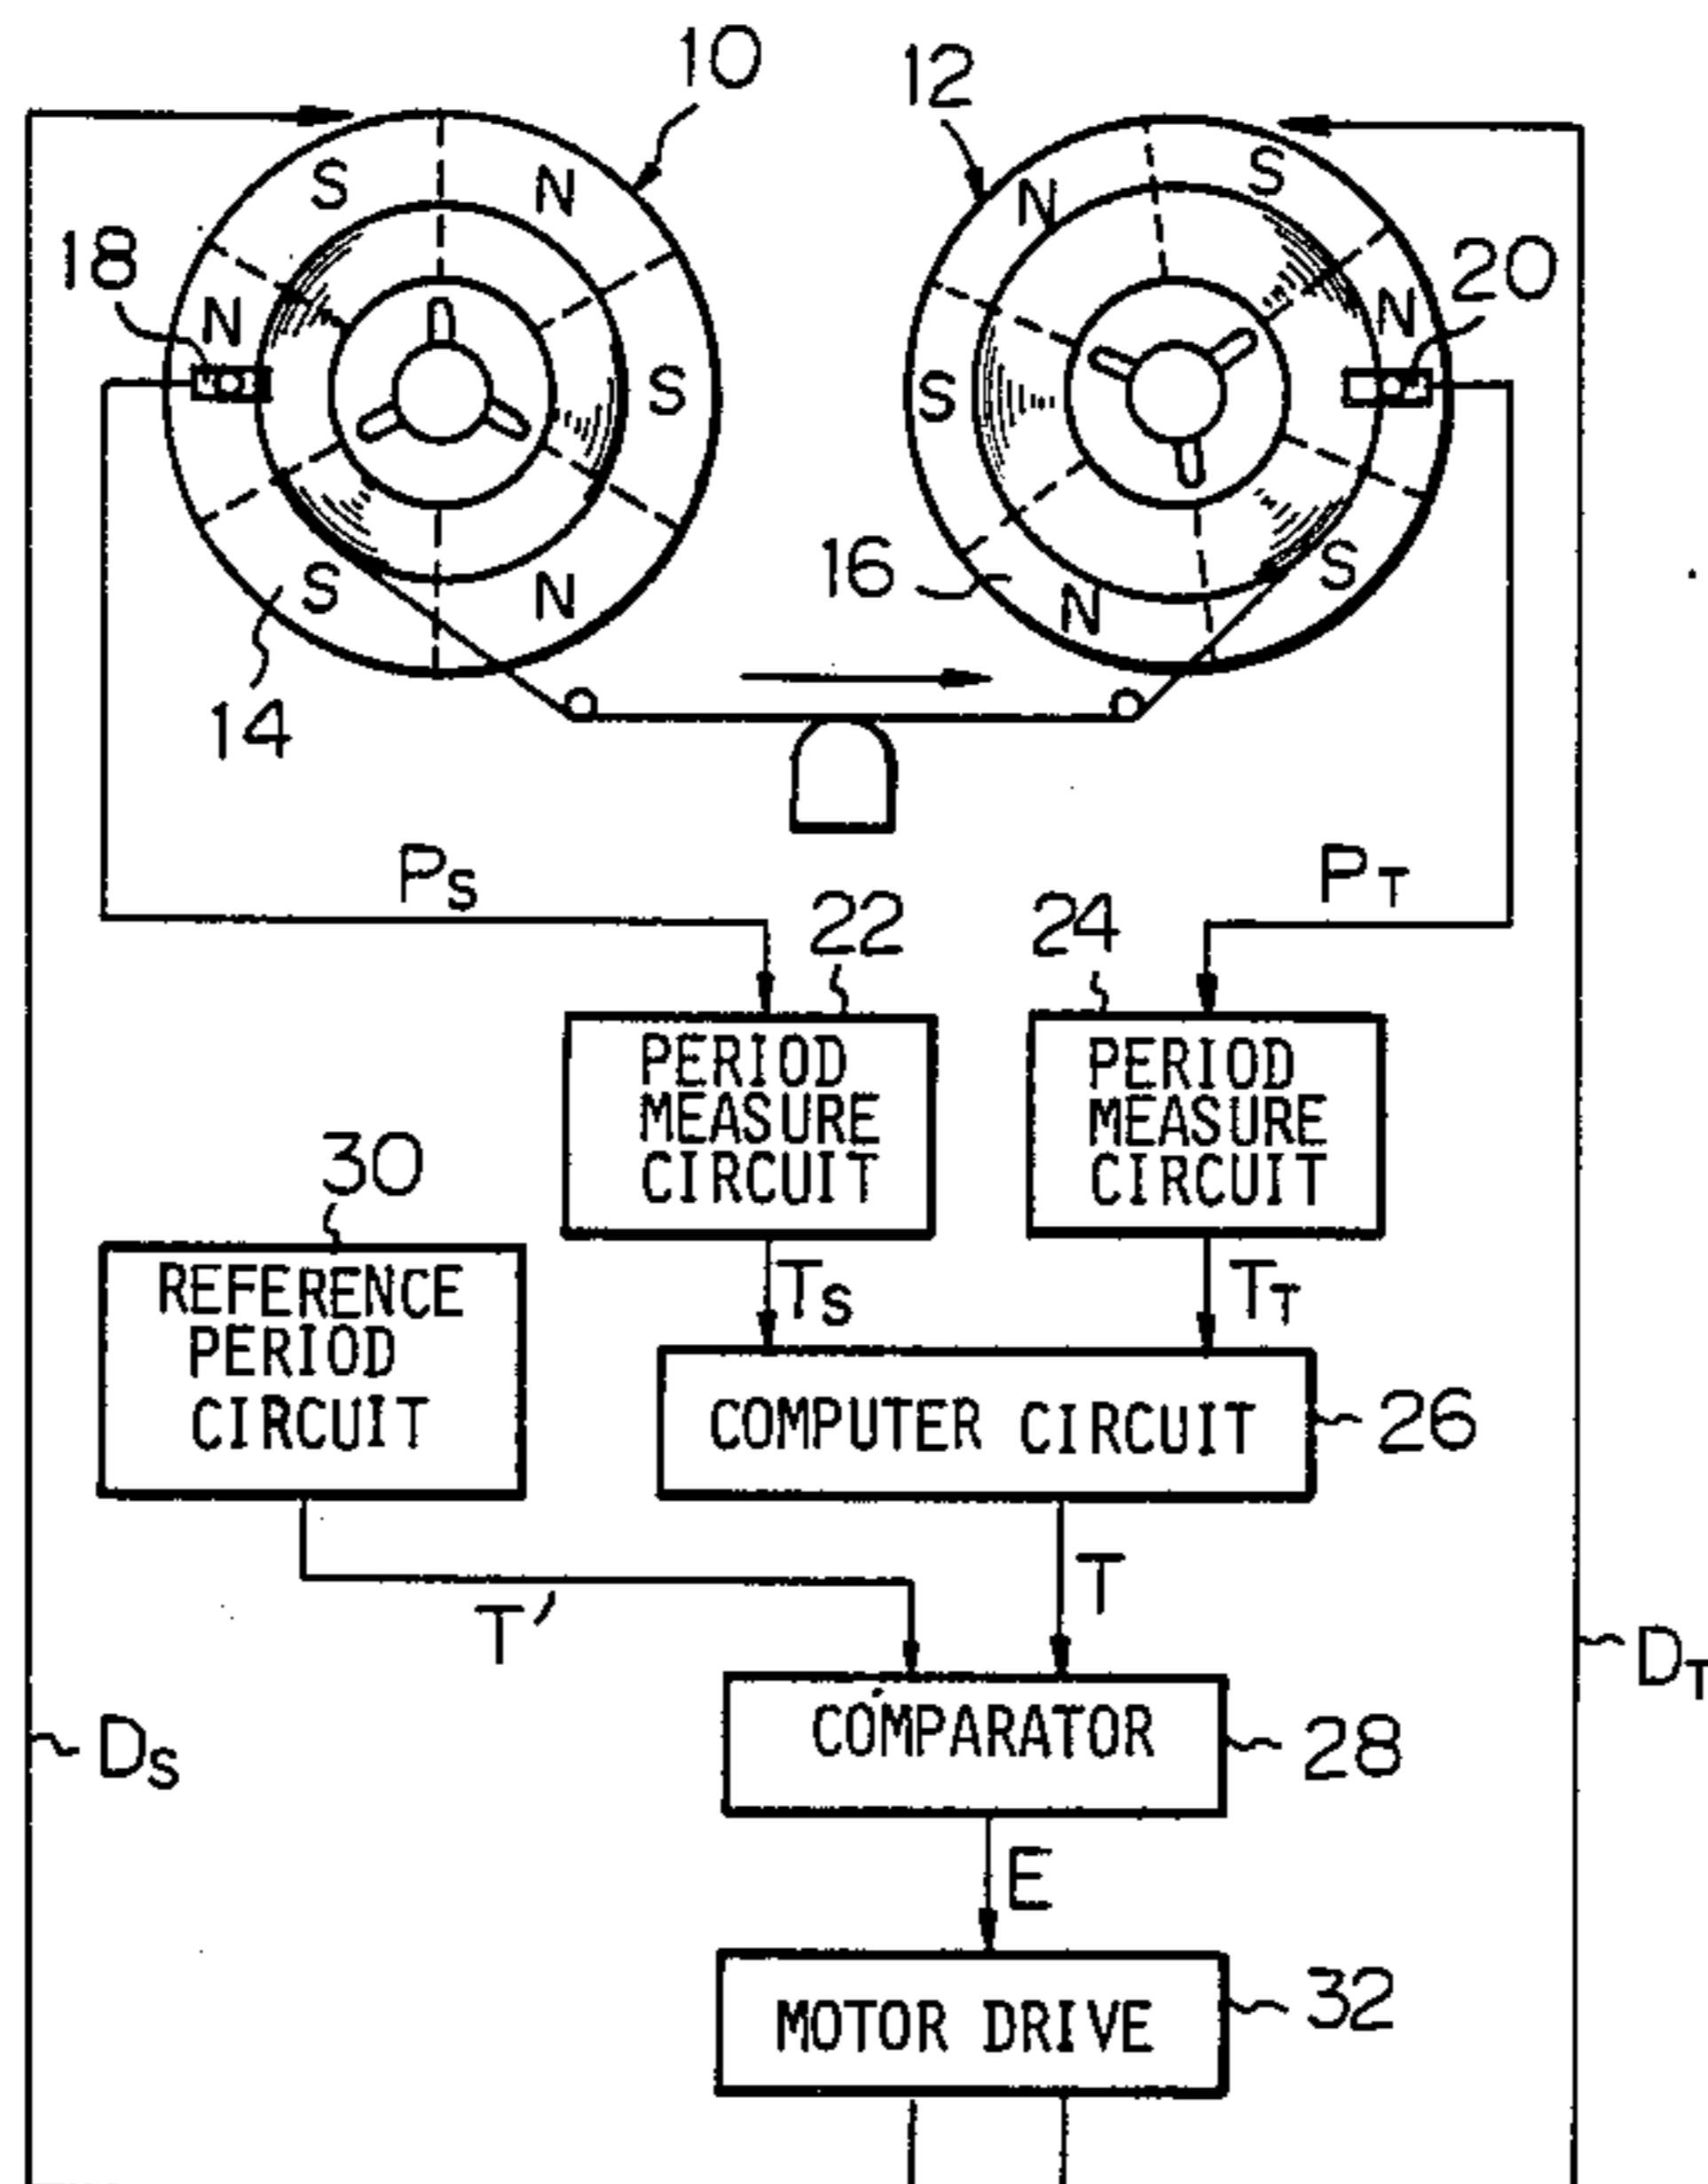 10
12
S
N
N
S
18
20
N
N
S
S
S
N
16
N
S
14
PS
PT
22
24
PERIOD
MEASURE
CIRCUIT
PERIOD
MEASURE
CIRCUIT
30
REFERENCE
PERIOD
CIRCUIT
TS
TT
COMPUTER CIRCUIT
26
T
T'
DT
COMPARATOR
28
DS
E
MOTOR DRIVE
32